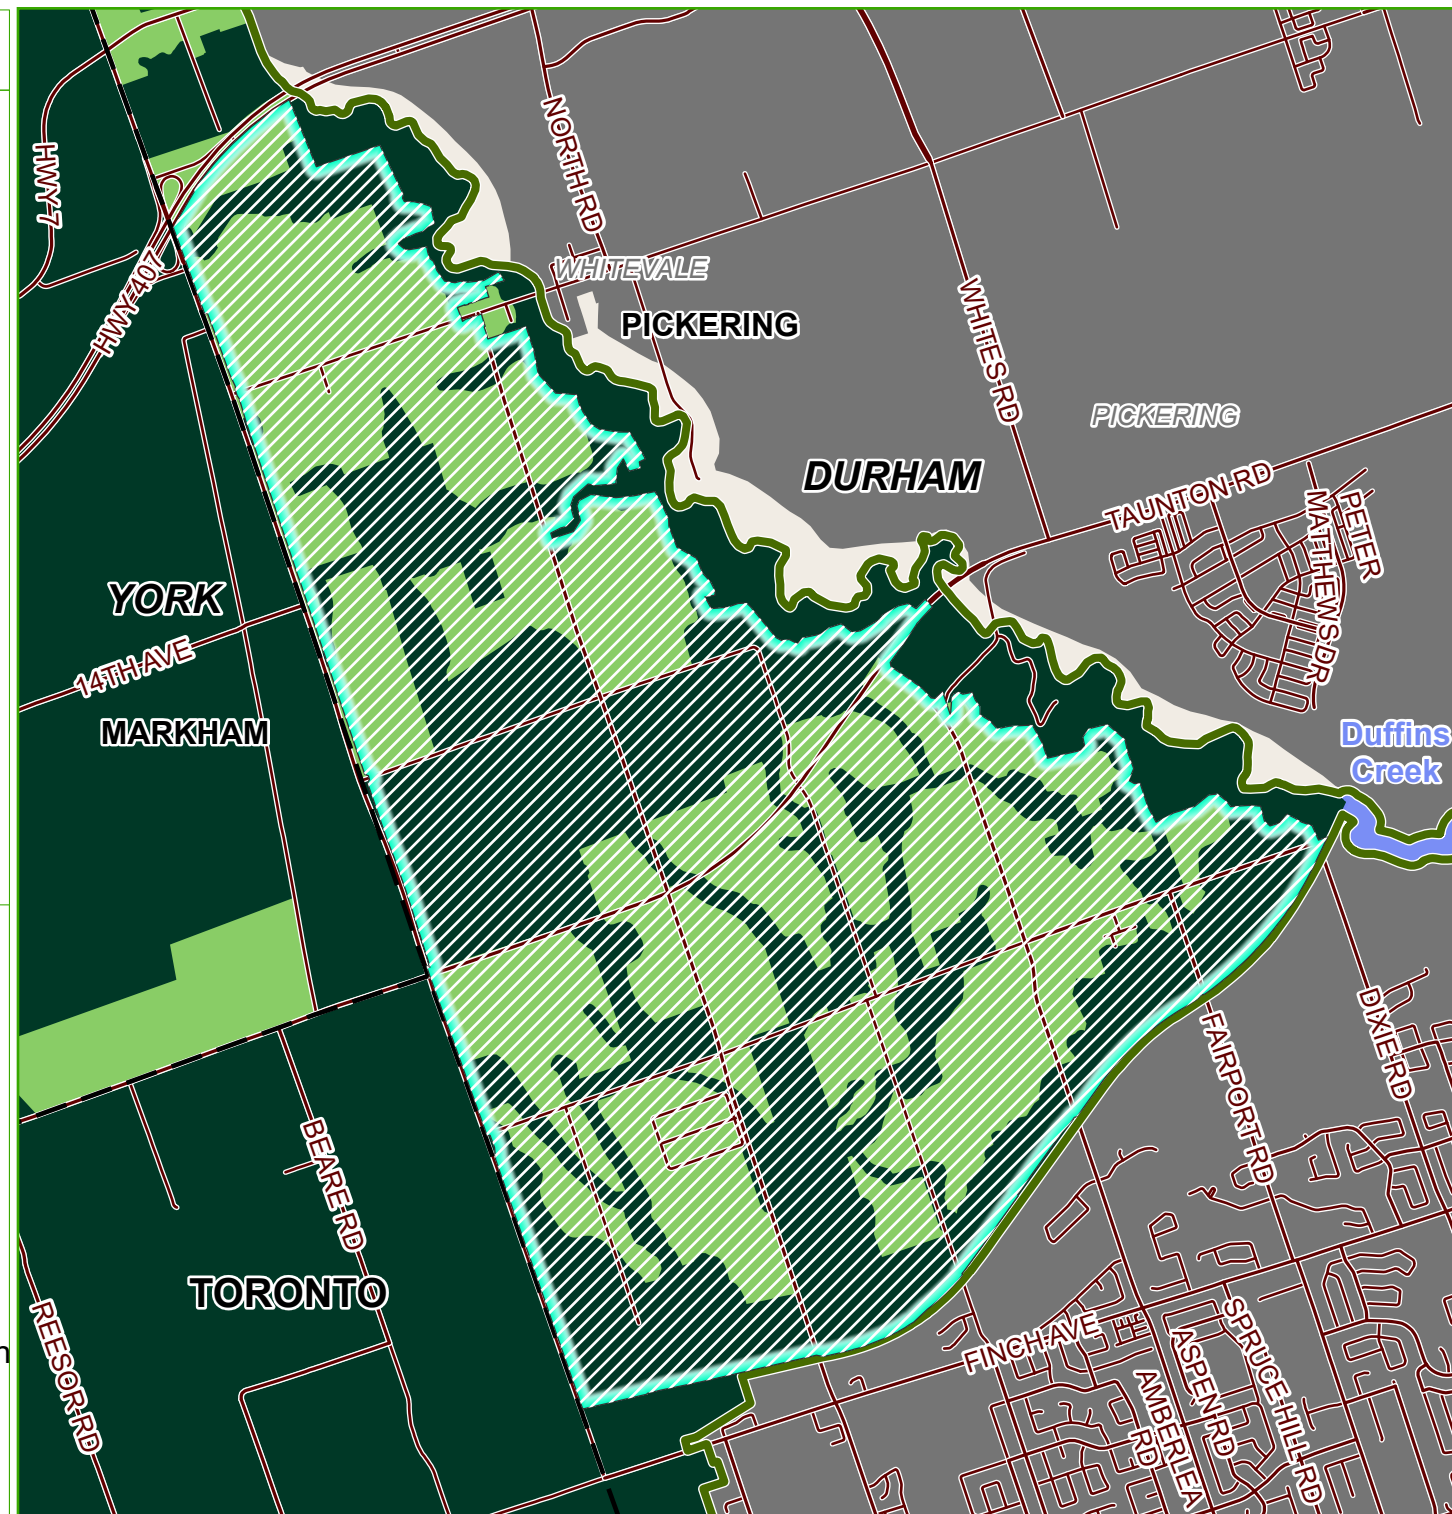 HWY 7
NORTH RD
HWY 407
WHITEVALE
PICKERING
WHITES RD
PICKERING
DURHAM
TAUNTON RD
PETER
MATTHEWS DR
YORK
14TH AVE
MARKHAM
Duffins
Creek
DIXIE RD
FAIRPORT RD
BEARE RD
TORONTO
REESOR RD
n
FINCH AVE
SPRUCE HILL RD
ASPEN RD
AMBERLEA
RD